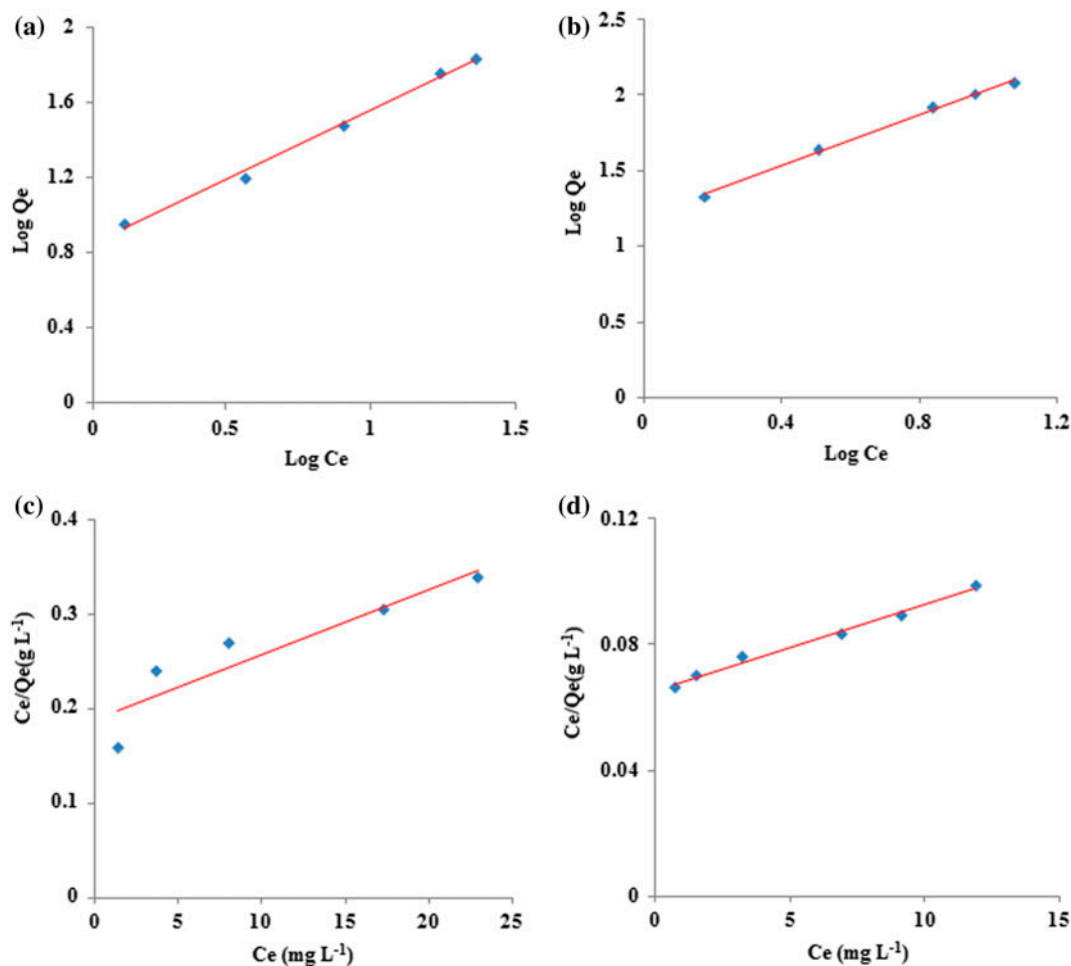 (a)
Log Qe
2
1.6
1.2
0.8
0.4
0
0 0.5 1 1.5
Log Ce
(b)
Log Qe
2.5
2
1.5
1
0.5
0
0 0.4 0.8 1.2
Log Ce
(c)
Ce/Qe(g L⁻¹)
0.4
0.3
0.2
0.1
0
0 5 10 15 20 25
Ce (mg L⁻¹)
(d)
Ce/Qe(g L⁻¹)
0.12
0.08
0.04
0
0 5 10 15
Ce (mg L⁻¹)